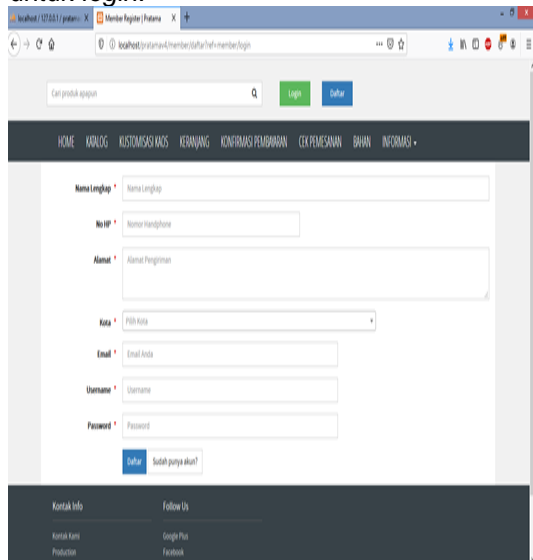 untuk login.
localhost / 127.0.0.1 / pratama
Member Register | Pratama
localhost/pratamav4/member/daftar?ref=member/login
Cari produk apapun
Login
Daftar
HOME KATALOG KUSTOMISASI KAOS KERANJANG KONFIRMASI PEMBAYARAN CEK PEMESANAN BAHAN INFORMASI
Nama Lengkap *
Nama Lengkap
No HP *
Nomor Handphone
Alamat *
Alamat Pengiriman
Kota *
Pilih Kota
Email *
Email Anda
Username *
Username
Password *
Password
Daftar
Sudah punya akun?
Kontak Info
Follow Us
Kontak Kami
Google Plus
Production
Facebook